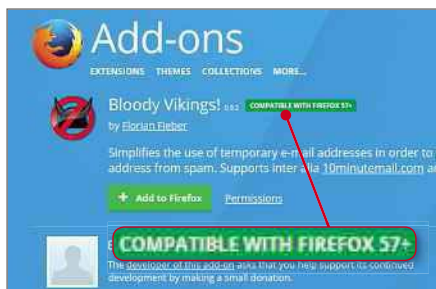 Add-ons
EXTENSIONS THEMES COLLECTIONS MORE...
Bloody Vikings! 0.9.2 COMPATIBLE WITH FIREFOX 57+
by Florian Fieber
Simplifies the use of temporary e-mail addresses in order to
address from spam. Supports inter alia 10minutemail.com
+ Add to Firefox Permissions
COMPATIBLE WITH FIREFOX 57+
The developer of this add-on asks that you help support its continued
development by making a small donation.